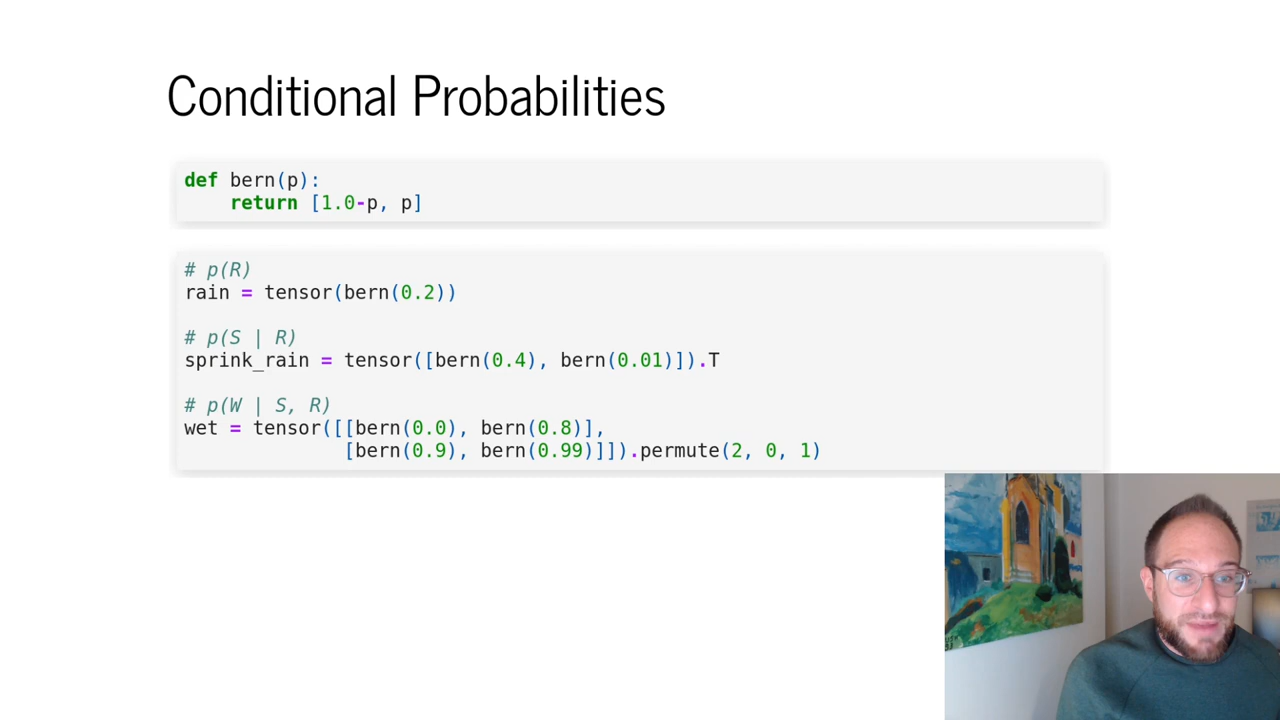 Conditional Probabilities
def bern(p):
    return [1.0-p, p]
# p(R)
rain = tensor(bern(0.2))
# p(S | R)
sprink_rain = tensor([bern(0.4), bern(0.01)]).T
# p(W | S, R)
wet = tensor([[bern(0.0), bern(0.8)],
              [bern(0.9), bern(0.99)]]).permute(2, 0, 1)